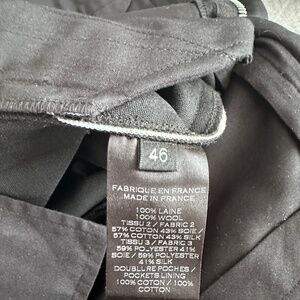 46
FABRIQUE EN FRANCE
MADE IN FRANCE
100% LAINE
100% WOOL
TISSU 2 / FABRIC 2
57% COTON 43% SOIE/
57% COTTON 43% SILK
TISSU 3 / FABRIC 3
59% POLYESTER 41%
SOIE/ 59% POLYESTER
41% SILK
DOUBLURE POCHES/
POCKETS LINING
100% COTON / 100%
COTTON